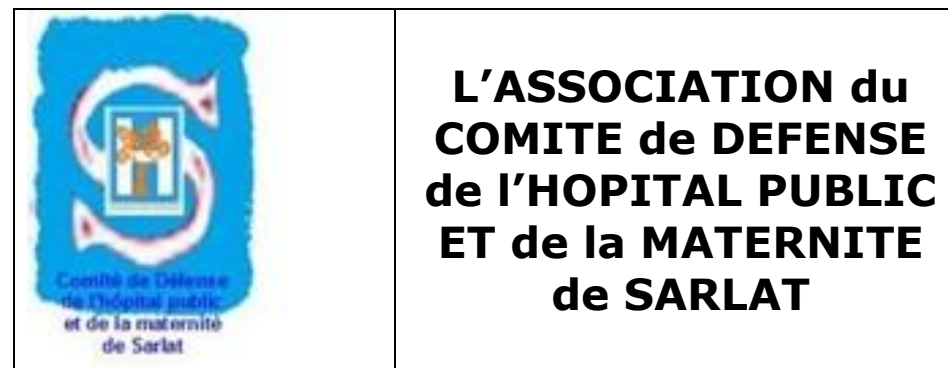 S
Comité de Défense
de l'hôpital public
et de la maternité
de Sarlat
L’ASSOCIATION du
COMITE de DEFENSE
de l’HOPITAL PUBLIC
ET de la MATERNITE
de SARLAT